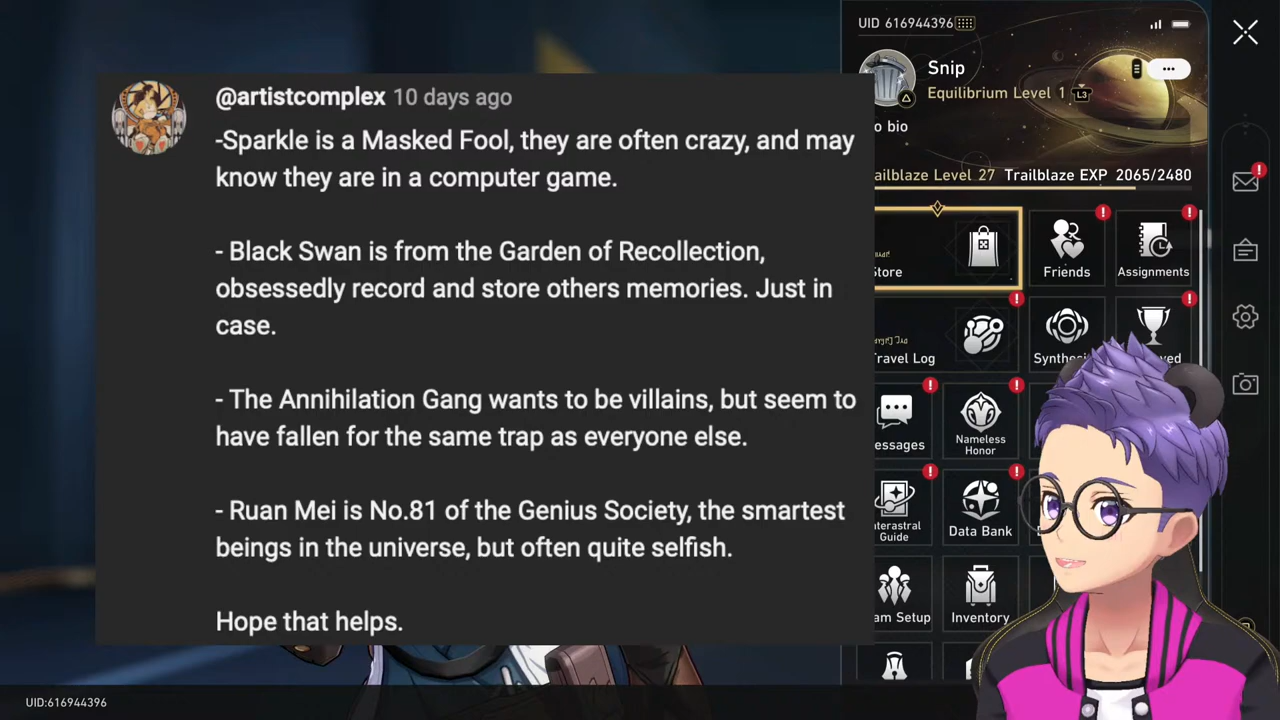 @artistcomplex 10 days ago
-Sparkle is a Masked Fool, they are often crazy, and may
know they are in a computer game.
- Black Swan is from the Garden of Recollection,
obsessedly record and store others memories. Just in
case.
- The Annihilation Gang wants to be villains, but seem to
have fallen for the same trap as everyone else.
- Ruan Mei is No.81 of the Genius Society, the smartest
beings in the universe, but often quite selfish.
Hope that helps.
UID 616944396
Snip
Equilibrium Level 1 L3
o bio
ailblaze Level 27 Trailblaze EXP 2065/2480
Store
Friends
Assignments
Travel Log
Synthesi
ved
essages
Nameless
Honor
nterastral
Guide
Data Bank
am Setup
Inventory
UID:616944396